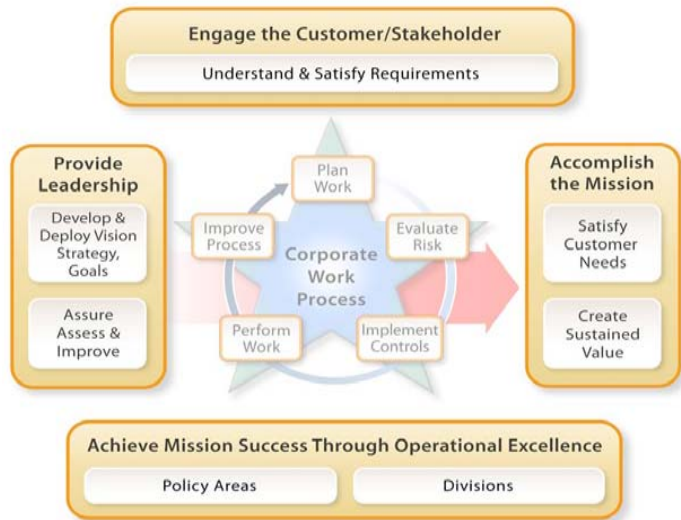 Engage the Customer/Stakeholder
Understand & Satisfy Requirements
Provide
Leadership
Develop &
Deploy Vision
Strategy,
Goals
Assure
Assess &
Improve
Plan
Work
Evaluate
Risk
Implement
Controls
Perform
Work
Improve
Process
Corporate
Work
Process
Accomplish
the Mission
Satisfy
Customer
Needs
Create
Sustained
Value
Achieve Mission Success Through Operational Excellence
Policy Areas
Divisions